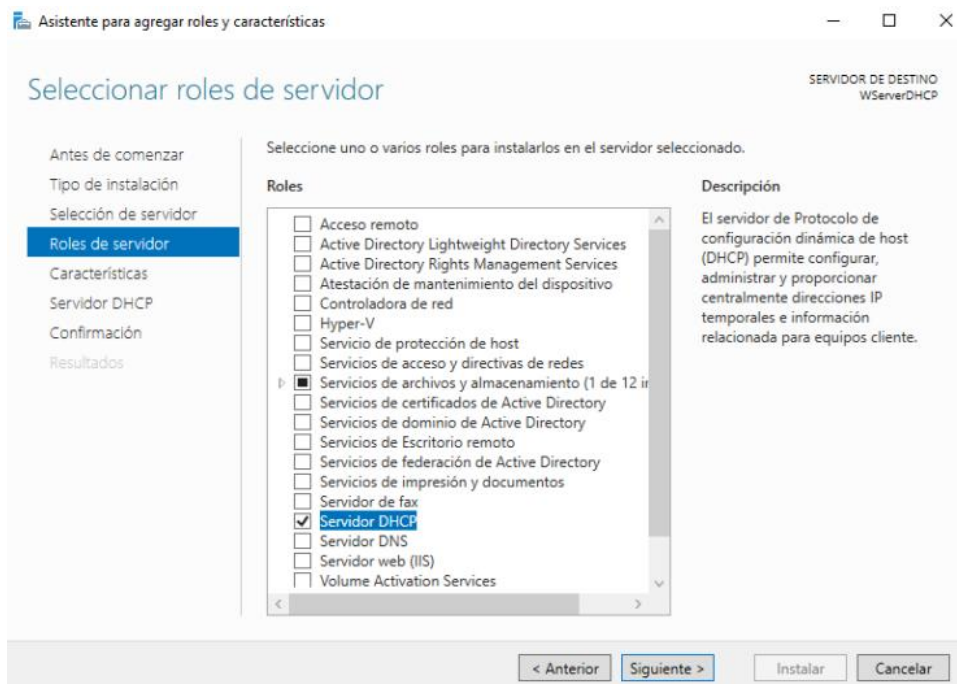 Asistente para agregar roles y características
Seleccionar roles de servidor
SERVIDOR DE DESTINO
WServerDHCP
Antes de comenzar
Tipo de instalación
Selección de servidor
Roles de servidor
Características
Servidor DHCP
Confirmación
Resultados
Seleccione uno o varios roles para instalarlos en el servidor seleccionado.
Roles
Acceso remoto
Active Directory Lightweight Directory Services
Active Directory Rights Management Services
Atestación de mantenimiento del dispositivo
Controladora de red
Hyper-V
Servicio de protección de host
Servicios de acceso y directivas de redes
Servicios de archivos y almacenamiento (1 de 12 in
Servicios de certificados de Active Directory
Servicios de dominio de Active Directory
Servicios de Escritorio remoto
Servicios de federación de Active Directory
Servicios de impresión y documentos
Servidor de fax
Servidor DHCP
Servidor DNS
Servidor web (IIS)
Volume Activation Services
Descripción
El servidor de Protocolo de
configuración dinámica de host
(DHCP) permite configurar,
administrar y proporcionar
centralmente direcciones IP
temporales e información
relacionada para equipos cliente.
< Anterior
Siguiente >
Instalar
Cancelar